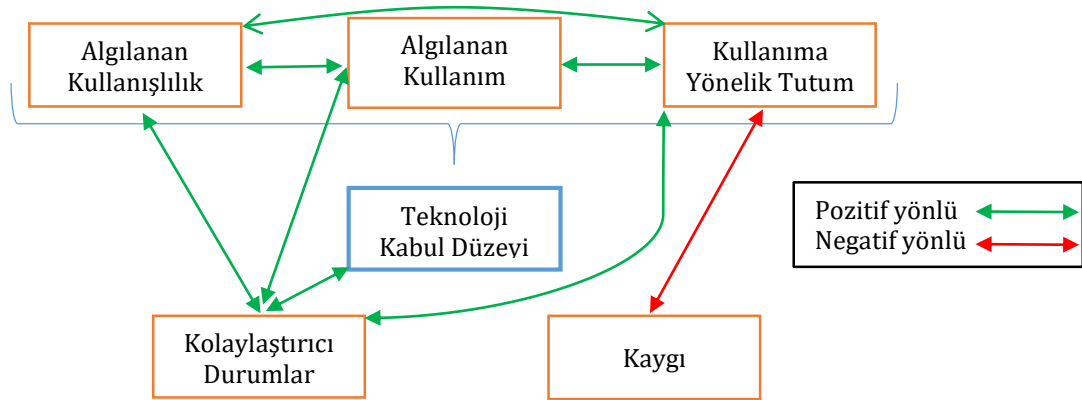 Algılanan
Kullanışlılık
Algılanan
Kullanım
Kullanıma
Yönelik Tutum
Teknoloji
Kabul Düzeyi
Pozitif yönlü
Negatif yönlü
Kolaylaştırıcı
Durumlar
Kaygı